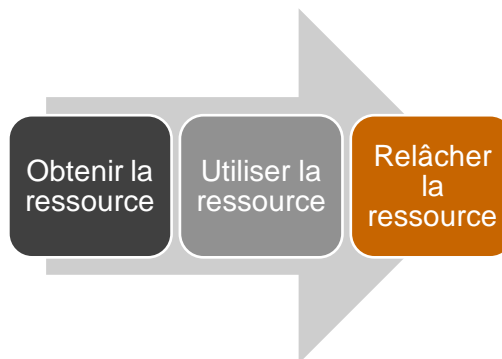 Obtenir la
ressource
Utiliser la
ressource
Relâcher
la
ressource